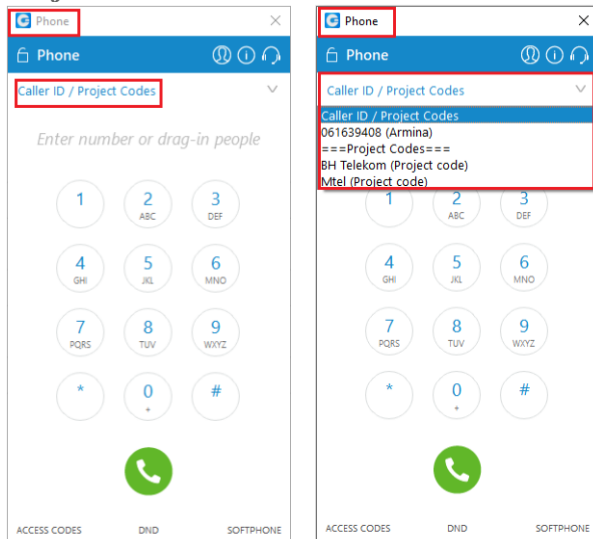 Phone
Phone
Caller ID / Project Codes
Enter number or drag-in people
1
2
3
ABC
DEF
4
5
6
GHI
JKL
MNO
7
8
9
PQRS
TUV
WXYZ
*
0
#
+
ACCESS CODES
DND
SOFTPHONE
Phone
Phone
Caller ID / Project Codes
Caller ID / Project Codes
061639408 (Armina)
===Project Codes===
BH Telekom (Project code)
Mtel (Project code)
1
2
3
ABC
DEF
4
5
6
GHI
JKL
MNO
7
8
9
PQRS
TUV
WXYZ
*
0
#
+
ACCESS CODES
DND
SOFTPHONE